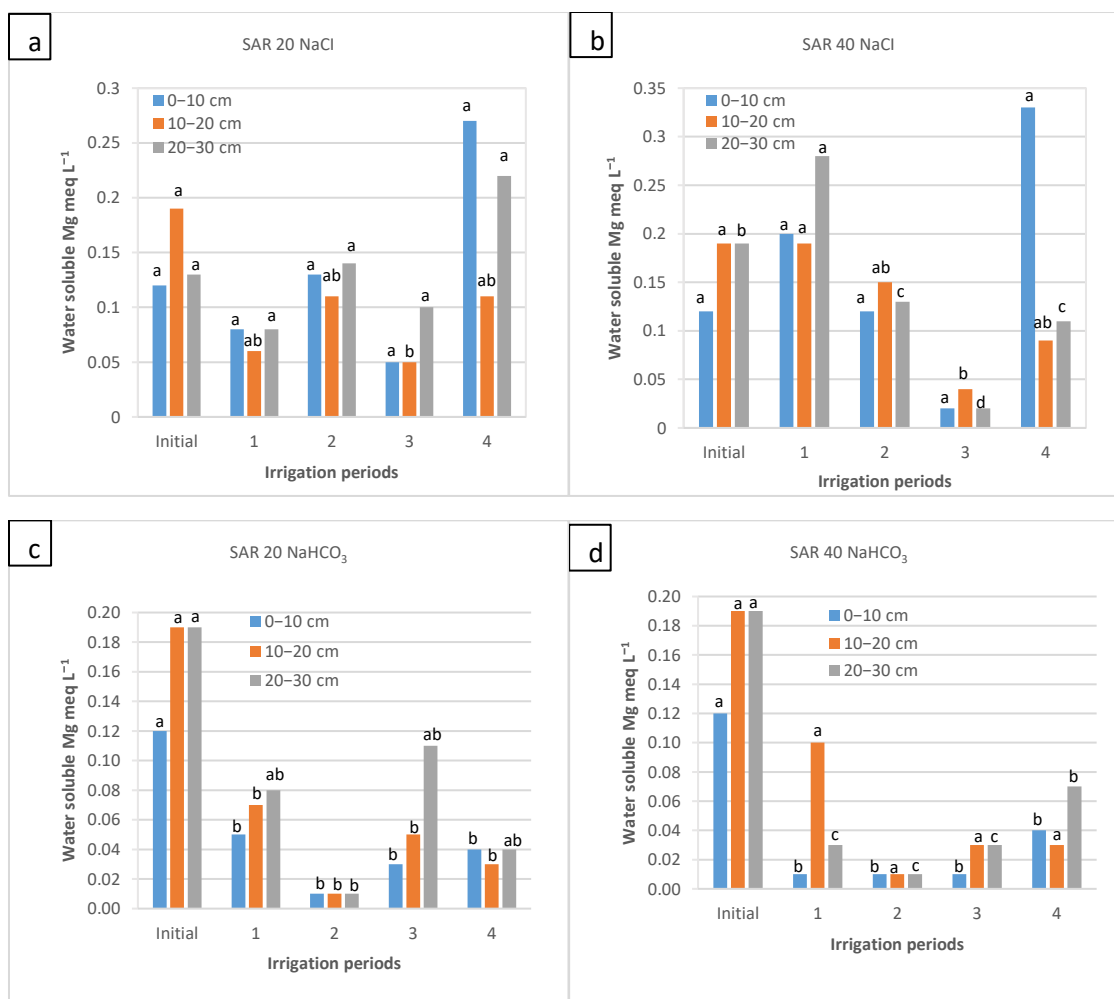 a
SAR 20 NaCl
Water soluble Mg meq L⁻¹
0.3
0.25
0.2
0.15
0.1
0.05
0
0−10 cm
10−20 cm
20−30 cm
a a a
a ab a
a ab a
a b a
a ab a
Initial 1 2 3 4
Irrigation periods
b
SAR 40 NaCl
Water soluble Mg meq L⁻¹
0.35
0.3
0.25
0.2
0.15
0.1
0.05
0
0−10 cm
10−20 cm
20−30 cm
a a b
a a a
a ab c
a b d
a ab c
Initial 1 2 3 4
Irrigation periods
c
SAR 20 NaHCO₃
Water soluble Mg meq L⁻¹
0.20
0.18
0.16
0.14
0.12
0.10
0.08
0.06
0.04
0.02
0.00
0−10 cm
10−20 cm
20−30 cm
a a a
b b ab
b b b
b b ab
b b ab
Initial 1 2 3 4
Irrigation periods
d
SAR 40 NaHCO₃
Water soluble Mg meq L⁻¹
0.20
0.18
0.16
0.14
0.12
0.10
0.08
0.06
0.04
0.02
0.00
0−10 cm
10−20 cm
20−30 cm
a a a
b a c
b a c
b a c
b a b
Initial 1 2 3 4
Irrigation periods